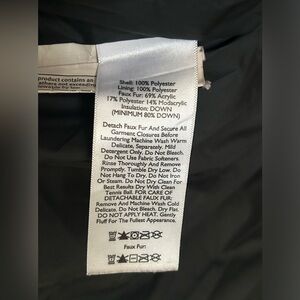 product contains an
Shell: 100% Polyester
Lining: 100% Polyester
Faux Fur: 69% Acrylic
17% Polyester 14% Modacrylic
Insulation: DOWN
(MINIMUM 80% DOWN)
Detach Faux Fur And Secure All
Garment Closures Before
Laundering Machine Wash Warm
Delicate, Separately. Mild
Detergent Only. Do Not Bleach.
Do Not Use Fabric Softeners.
Rinse Thoroughly And Remove
Promptly. Tumble Dry Low. Do
Not Hang To Dry. Do Not Iron
Or Steam. Do Not Dry Clean For
Best Results Dry With Clean
Tennis Ball. FOR CARE OF
DETACHABLE FAUX FUR:
Remove And Machine Wash Cold
Delicate. Do Not Bleach. Dry Flat.
DO NOT APPLY HEAT. Gently
Fluff For The Fullest Appearance.
Faux Fur: